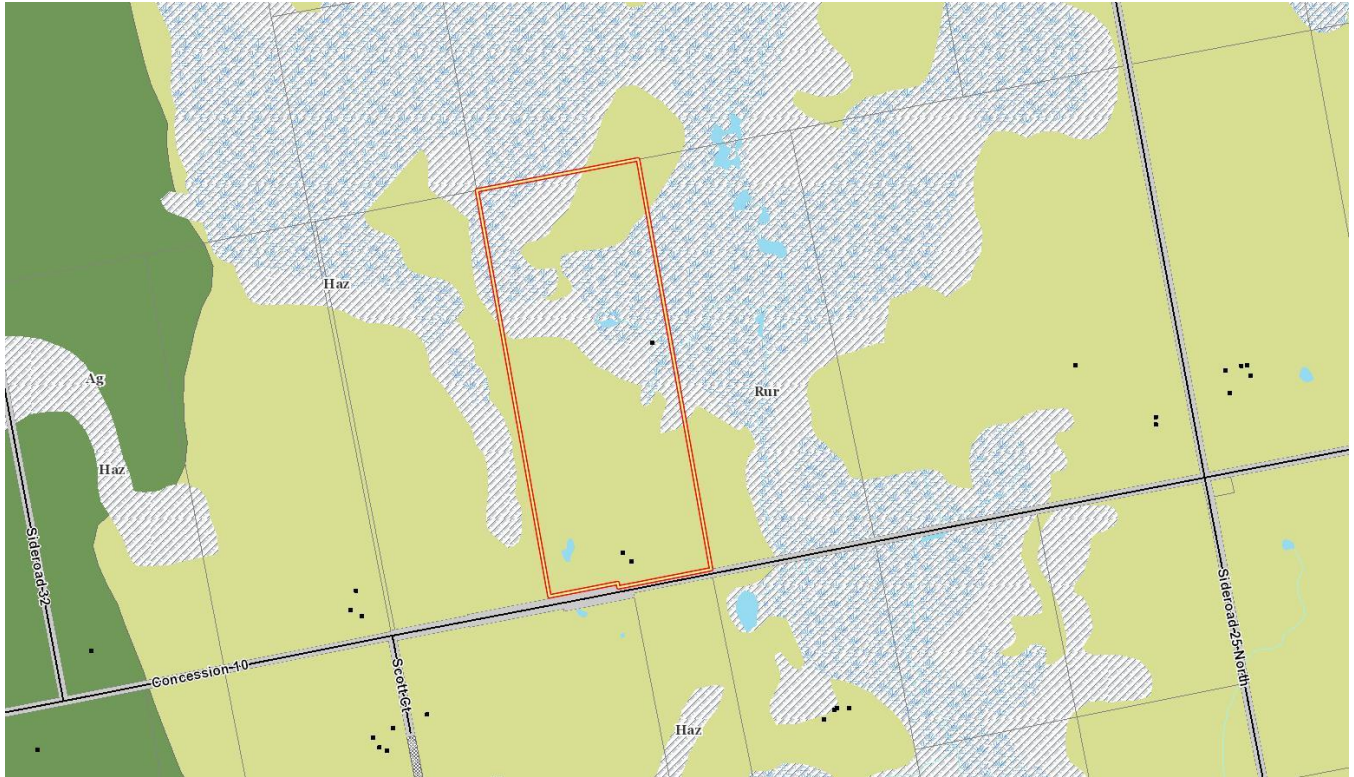 Haz
Ag
Rur
Haz
Sideroad 32
Concession 10
Scott Ct
Sideroad 25 North
Haz